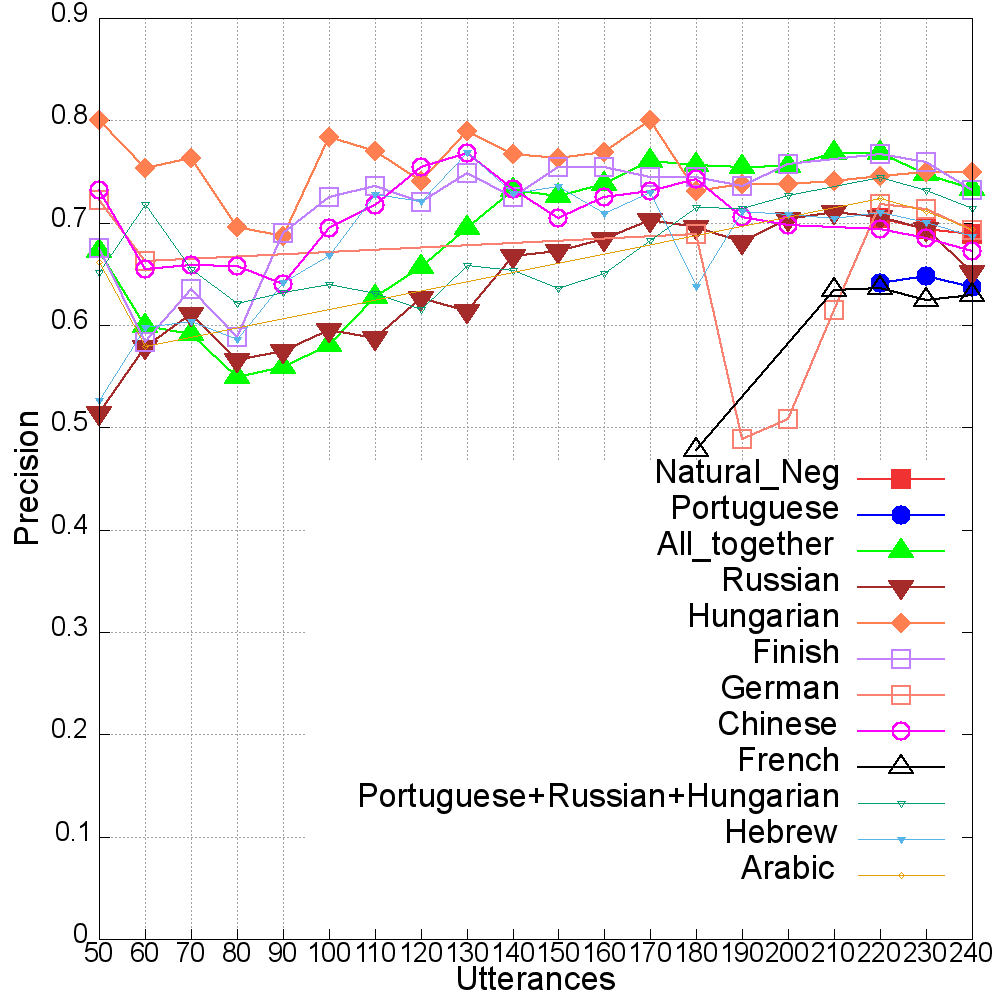 0.9
0.8
0.7
0.6
0.5
0.4
0.3
0.2
0.1
0
Precision
Natural_Neg
Portuguese
All_together
Russian
Hungarian
Finish
German
Chinese
French
Portuguese+Russian+Hungarian
Hebrew
Arabic
50 60 70 80 90 100 110 120 130 140 150 160 170 180 190 200 210 220 230 240
Utterances